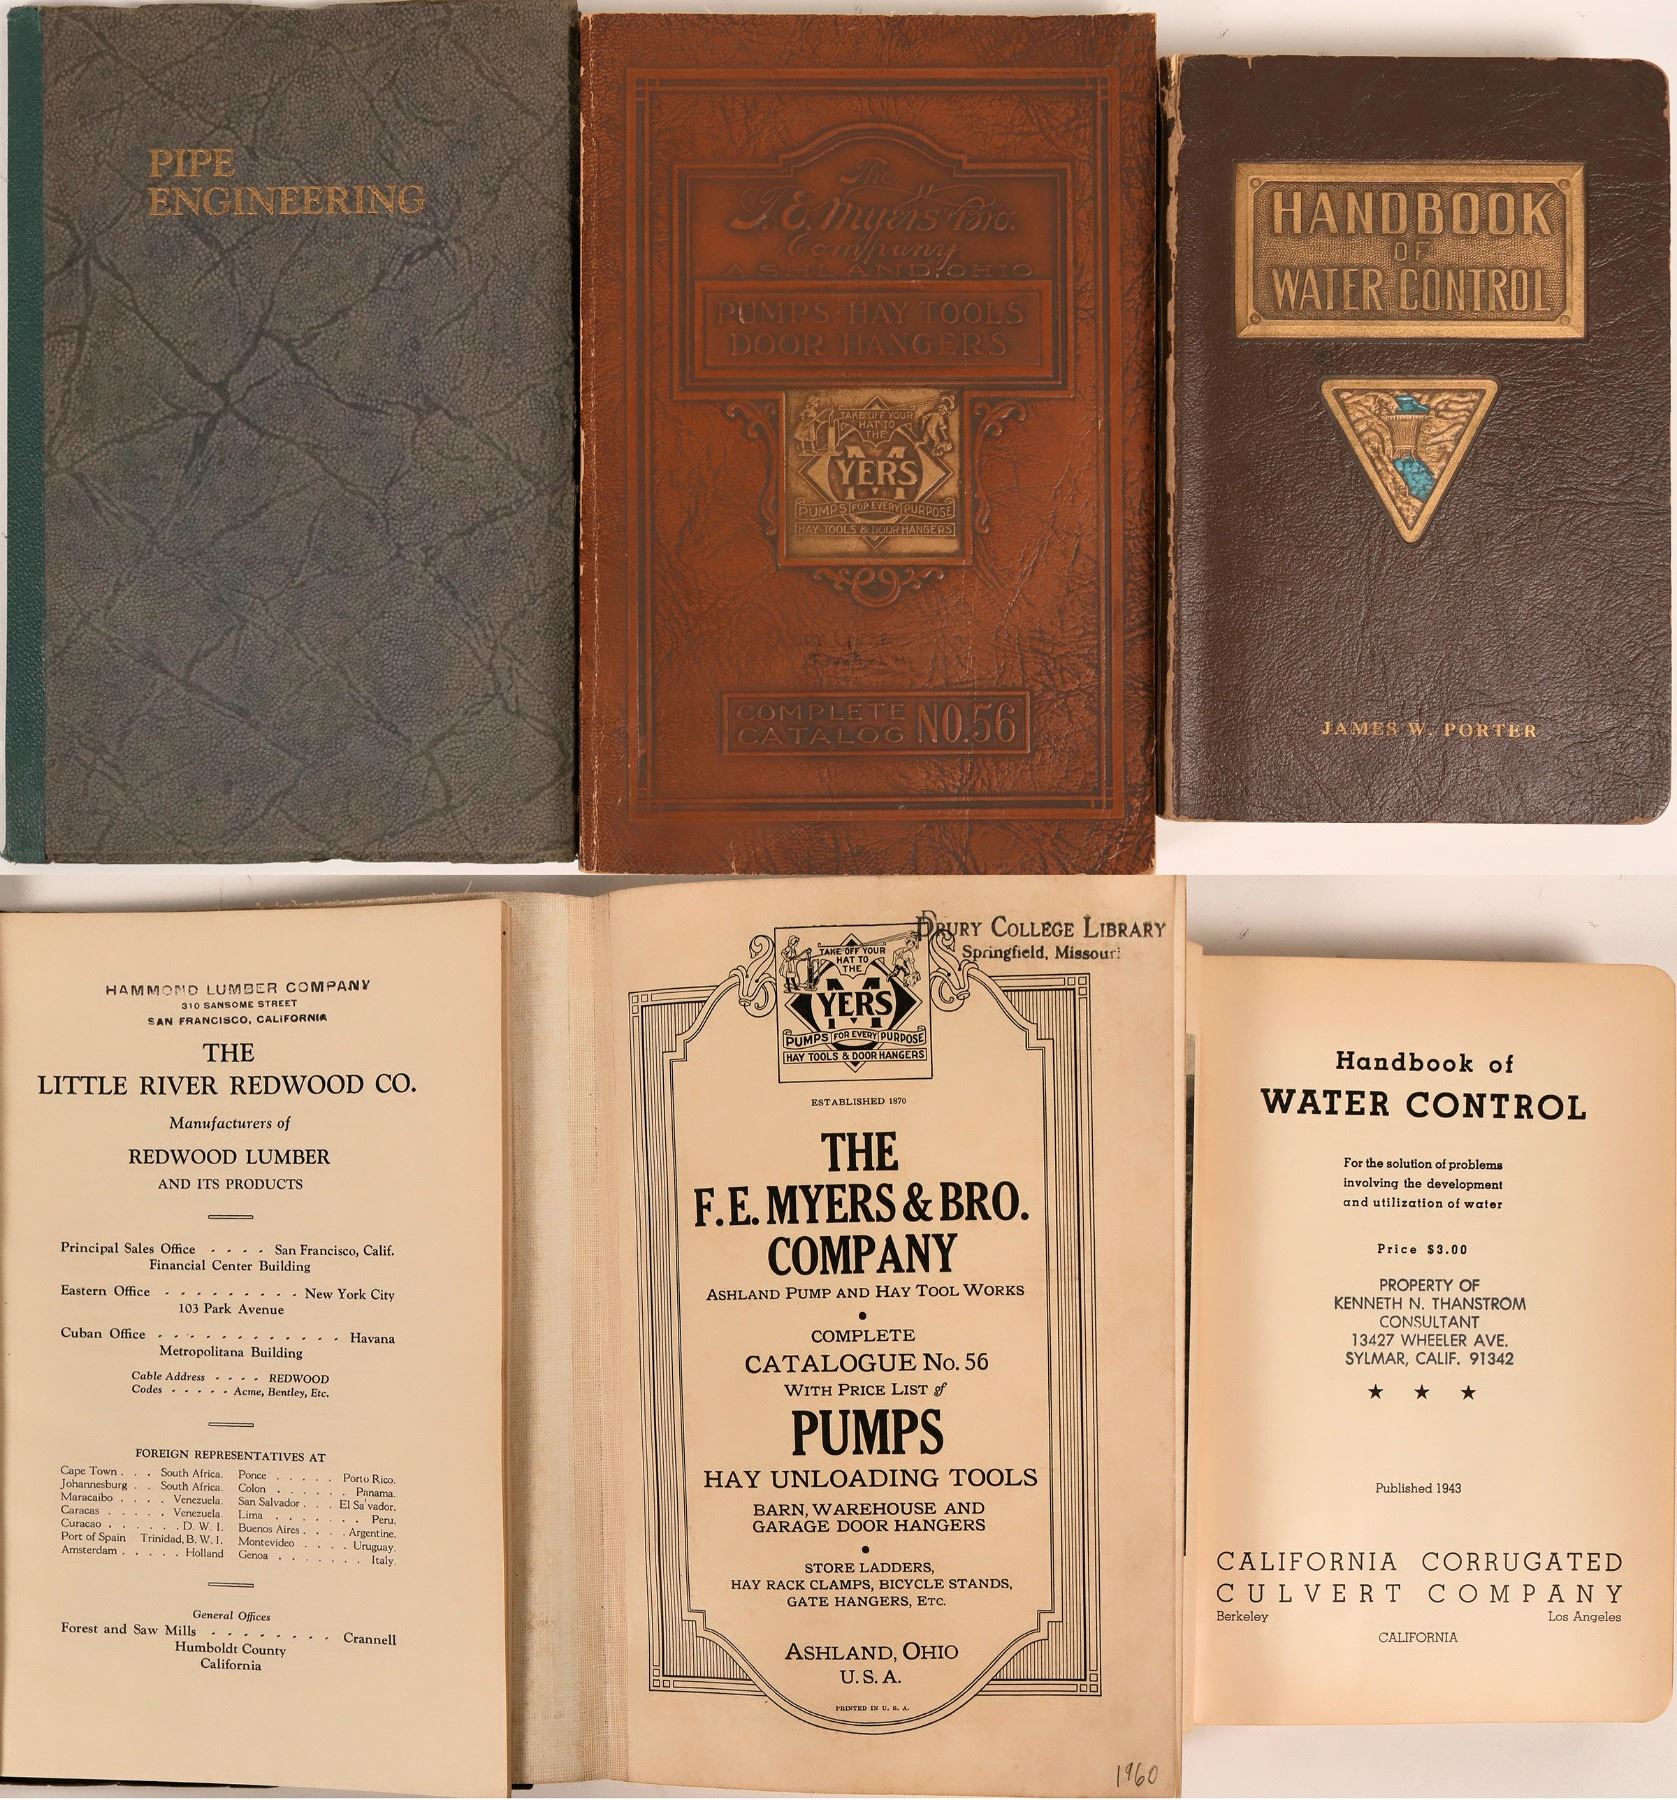 PIPE
ENGINEERING
The
F. E. Myers & Bro.
Company
ASHLAND, OHIO
PUMPS · HAY TOOLS
DOOR HANGERS
TAKE OFF YOUR
HAT TO
THE
MYERS
PUMPS FOR EVERY PURPOSE
HAY TOOLS & DOOR HANGERS
COMPLETE
CATALOG NO. 56
HANDBOOK
OF
WATER CONTROL
JAMES W. PORTER
HAMMOND LUMBER COMPANY
310 SANSOME STREET
SAN FRANCISCO, CALIFORNIA
THE
LITTLE RIVER REDWOOD CO.
Manufacturers of
REDWOOD LUMBER
AND ITS PRODUCTS
Principal Sales Office - - - - San Francisco, Calif.
Financial Center Building
Eastern Office - - - - - - - - - New York City
103 Park Avenue
Cuban Office - - - - - - - - - - - - Havana
Metropolitana Building
Cable Address - - - - REDWOOD
Codes - - - - - Acme, Bentley, Etc.
FOREIGN REPRESENTATIVES AT
Cape Town . . . South Africa. Ponce . . . . . Porto Rico.
Johannesburg . . South Africa. Colon . . . . . . Panama.
Maracaibo . . . . Venezuela. San Salvador . . . El Salvador.
Caracas . . . . . Venezuela. Lima . . . . . . . Peru.
Curacao . . . . . . D. W. I. Buenos Aires . . . . Argentine.
Port of Spain Trinidad, B. W. I. Montevideo . . . . Uruguay.
Amsterdam . . . . . Holland Genoa . . . . . . . Italy.
General Offices
Forest and Saw Mills - - - - - - - - Crannell
Humboldt County
California
DRURY COLLEGE LIBRARY
Springfield, Missouri
TAKE OFF YOUR
HAT TO
THE
MYERS
PUMPS FOR EVERY PURPOSE
HAY TOOLS & DOOR HANGERS
ESTABLISHED 1870
THE
F. E. MYERS & BRO.
COMPANY
ASHLAND PUMP AND HAY TOOL WORKS
COMPLETE
CATALOGUE No. 56
WITH PRICE LIST of
PUMPS
HAY UNLOADING TOOLS
BARN, WAREHOUSE AND
GARAGE DOOR HANGERS
STORE LADDERS,
HAY RACK CLAMPS, BICYCLE STANDS,
GATE HANGERS, ETC.
ASHLAND, OHIO
U. S. A.
PRINTED IN U. S. A.
1960
Handbook of
WATER CONTROL
For the solution of problems
involving the development
and utilization of water
Price $3.00
PROPERTY OF
KENNETH N. THANSTROM
CONSULTANT
13427 WHEELER AVE.
SYLMAR, CALIF. 91342
★ ★ ★
Published 1943
CALIFORNIA CORRUGATED
CULVERT COMPANY
Berkeley Los Angeles
CALIFORNIA